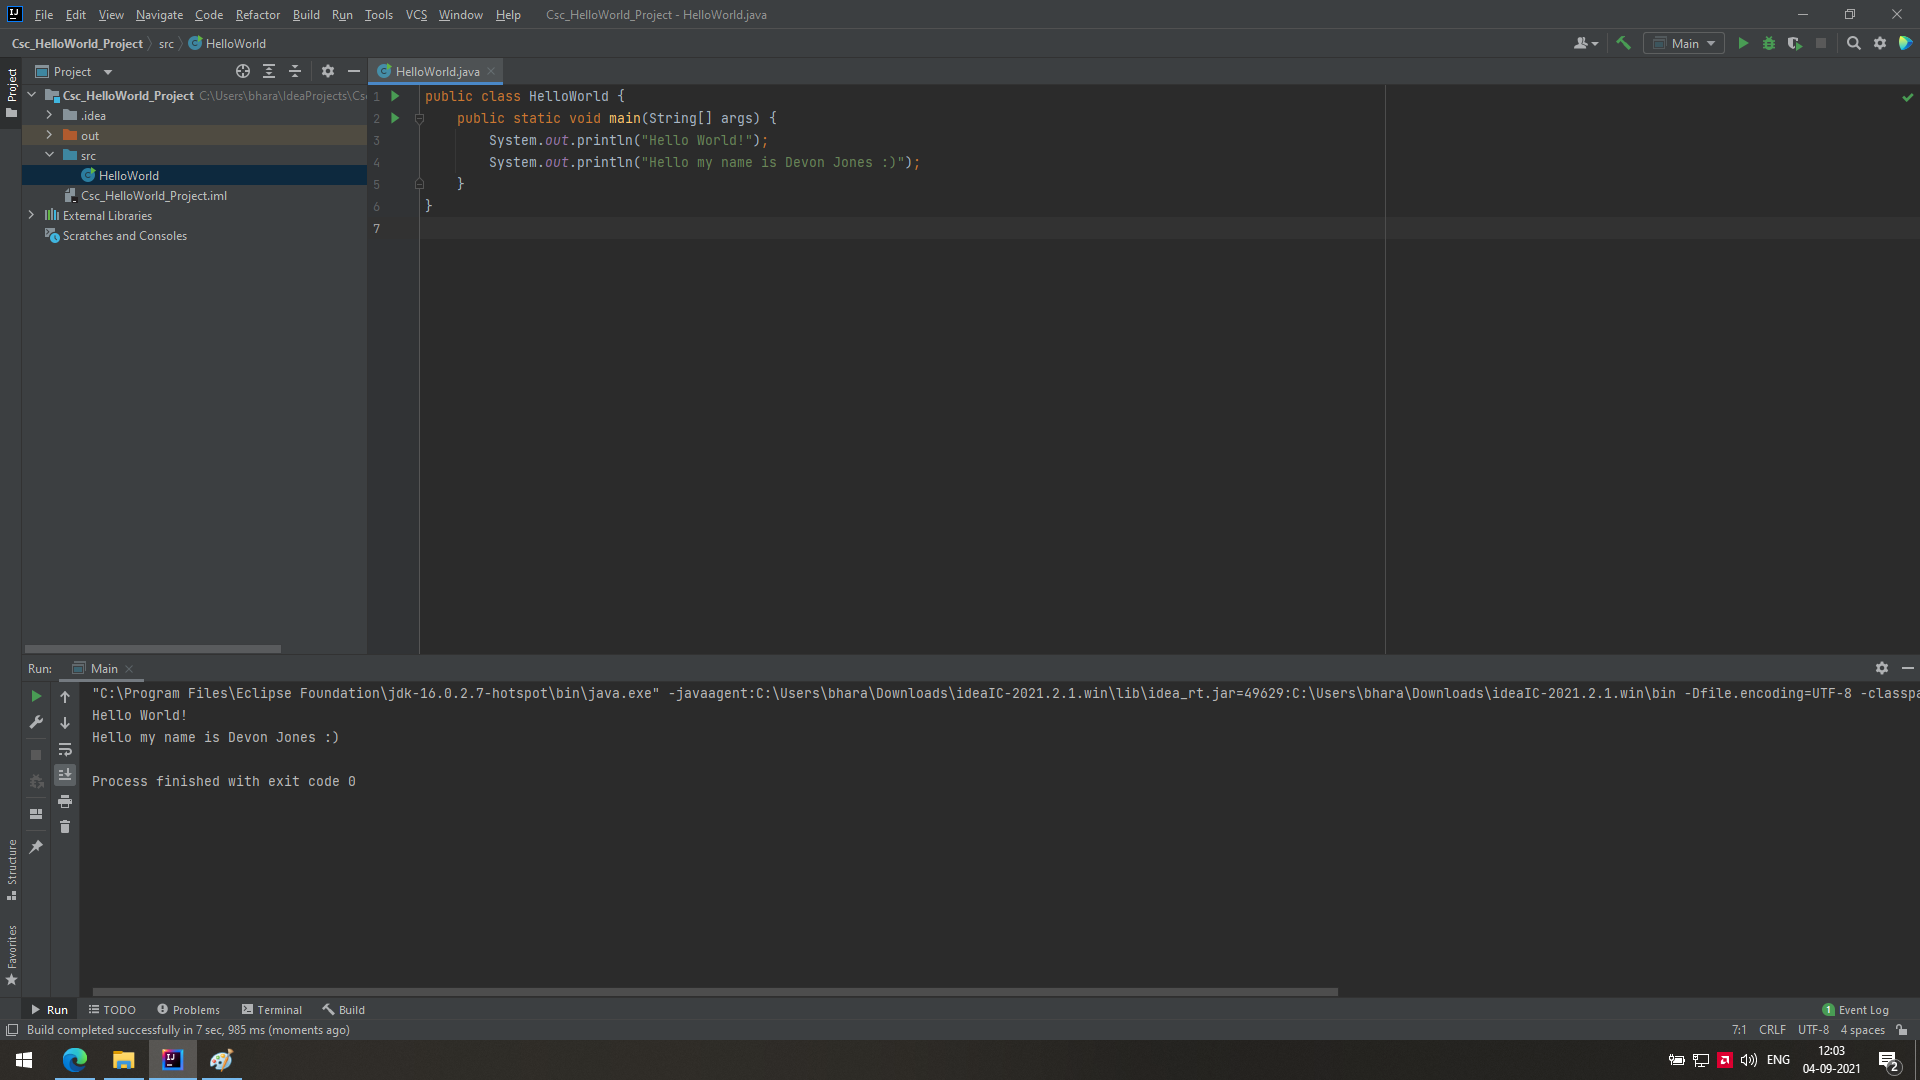 File Edit View Navigate Code Refactor Build Run Tools VCS Window Help Csc_HelloWorld_Project - HelloWorld.java
Csc_HelloWorld_Project src HelloWorld Main
Project
Project
HelloWorld.java
Csc_HelloWorld_Project C:\Users\bhara\IdeaProjects\Cs
.idea
out
src
HelloWorld
Csc_HelloWorld_Project.iml
External Libraries
Scratches and Consoles
1 public class HelloWorld {
2 public static void main(String[] args) {
3 System.out.println("Hello World!");
4 System.out.println("Hello my name is Devon Jones :)");
5 }
6 }
7
Run: Main
"C:\Program Files\Eclipse Foundation\jdk-16.0.2.7-hotspot\bin\java.exe" -javaagent:C:\Users\bhara\Downloads\ideaIC-2021.2.1.win\lib\idea_rt.jar=49629:C:\Users\bhara\Downloads\ideaIC-2021.2.1.win\bin -Dfile.encoding=UTF-8 -classpa
Hello World!
Hello my name is Devon Jones :)
Process finished with exit code 0
Structure
Favorites
Run TODO Problems Terminal Build 1 Event Log
Build completed successfully in 7 sec, 985 ms (moments ago) 7:1 CRLF UTF-8 4 spaces
ENG 12:03
04-09-2021 2